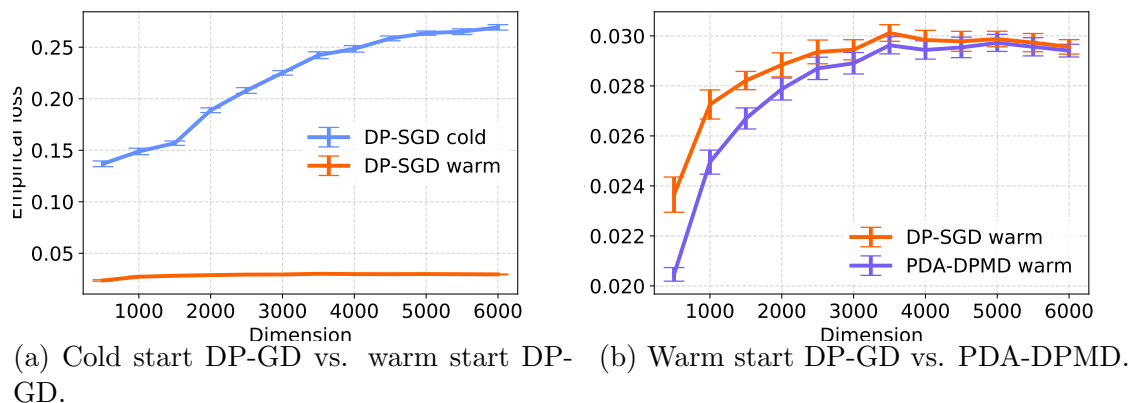 0.25
0.20
0.15
0.10
0.05
Empirical loss
DP-SGD cold
DP-SGD warm
1000 2000 3000 4000 5000 6000
Dimension
(a) Cold start DP-GD vs. warm start DP-
GD.
0.030
0.028
0.026
0.024
0.022
0.020
DP-SGD warm
PDA-DPMD warm
1000 2000 3000 4000 5000 6000
Dimension
(b) Warm start DP-GD vs. PDA-DPMD.